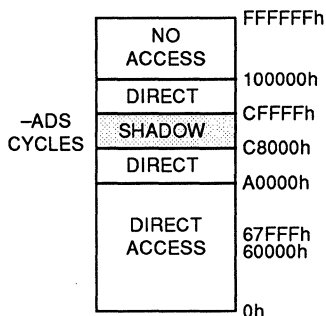 FFFFFFh
NO
ACCESS
100000h
DIRECT
CFFFFh
–ADS
CYCLES
SHADOW
C8000h
DIRECT
A0000h
DIRECT
ACCESS
67FFFh
60000h
0h